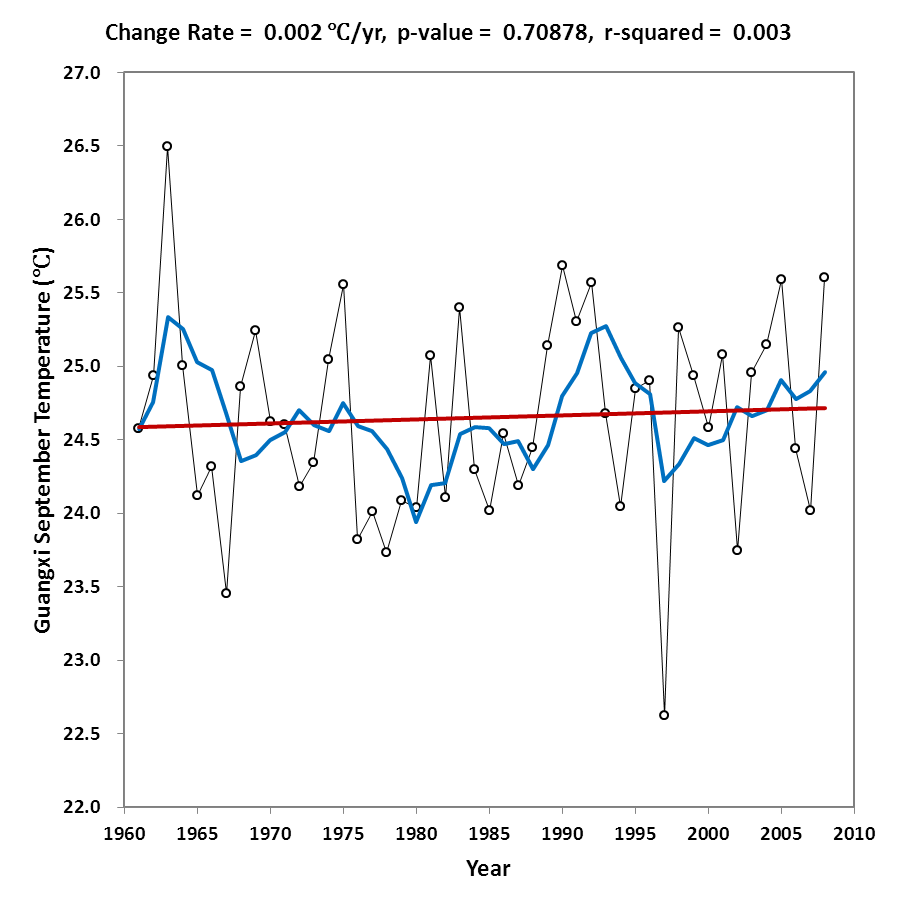 Change Rate = 0.002 ℃/yr, p-value = 0.70878, r-squared = 0.003
27.0
26.5
26.0
25.5
25.0
24.5
24.0
23.5
23.0
22.5
22.0
Guangxi September Temperature (℃)
1960 1965 1970 1975 1980 1985 1990 1995 2000 2005 2010
Year